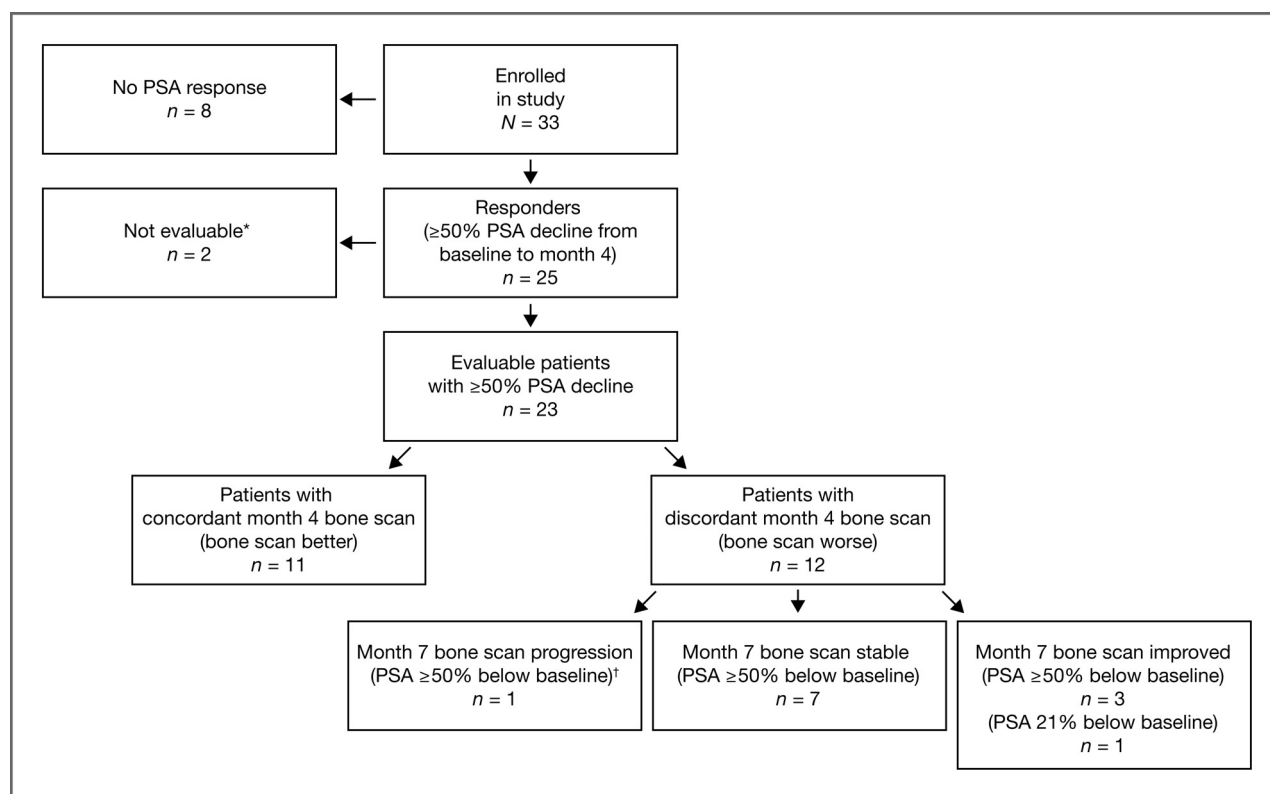 No PSA response
n = 8
Enrolled
in study
N = 33
Not evaluable*
n = 2
Responders
(≥50% PSA decline from
baseline to month 4)
n = 25
Evaluable patients
with ≥50% PSA decline
n = 23
Patients with
concordant month 4 bone scan
(bone scan better)
n = 11
Patients with
discordant month 4 bone scan
(bone scan worse)
n = 12
Month 7 bone scan progression
(PSA ≥50% below baseline)†
n = 1
Month 7 bone scan stable
(PSA ≥50% below baseline)
n = 7
Month 7 bone scan improved
(PSA ≥50% below baseline)
n = 3
(PSA 21% below baseline)
n = 1